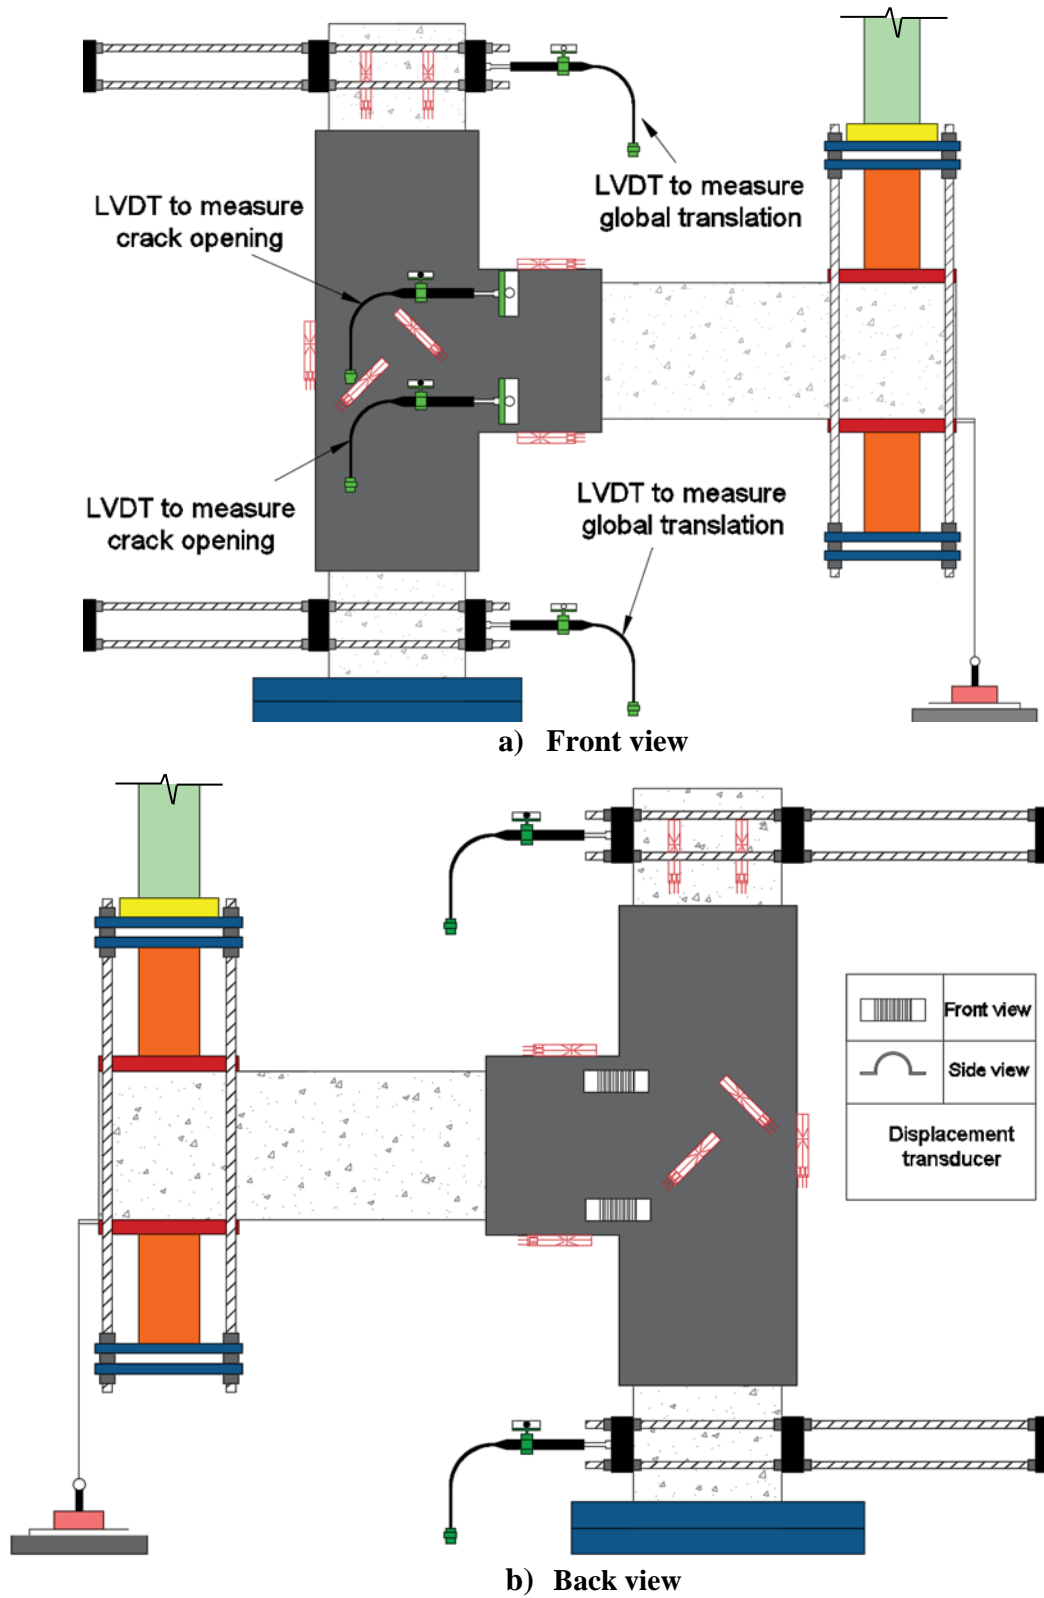 LVDT to measure
global translation
LVDT to measure
crack opening
LVDT to measure
crack opening
LVDT to measure
global translation
a) Front view
Front view
Side view
Displacement
transducer
b) Back view